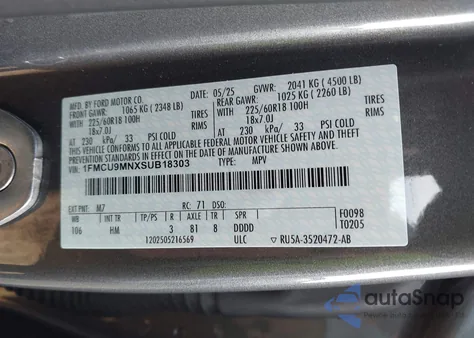 MFD. BY FORD MOTOR CO. 05/25 GVWR: 2041 KG (4500 LB)
FRONT GAWR: 1065 KG (2348 LB) REAR GAWR: 1025 KG (2260 LB)
WITH 225/60R18 100H TIRES WITH 225/60R18 100H TIRES
18x7.0J RIMS 18x7.0J RIMS
AT 230 kPa/ 33 PSI COLD AT 230 kPa/ 33 PSI COLD
THIS VEHICLE CONFORMS TO ALL APPLICABLE FEDERAL MOTOR VEHICLE SAFETY AND THEFT PREVENTION STANDARDS IN EFFECT ON THE DATE OF MANUFACTURE SHOWN ABOVE.
VIN: 1FMCU9MNXSUB18303 TYPE: MPV
EXT PNT: M7 RC: 71 DSO:
WB INT TR 3 81 8 SPR F0098
106 HM DDDD T0205
1202505216569 ULC RU5A-3520472-AB
autoSnap